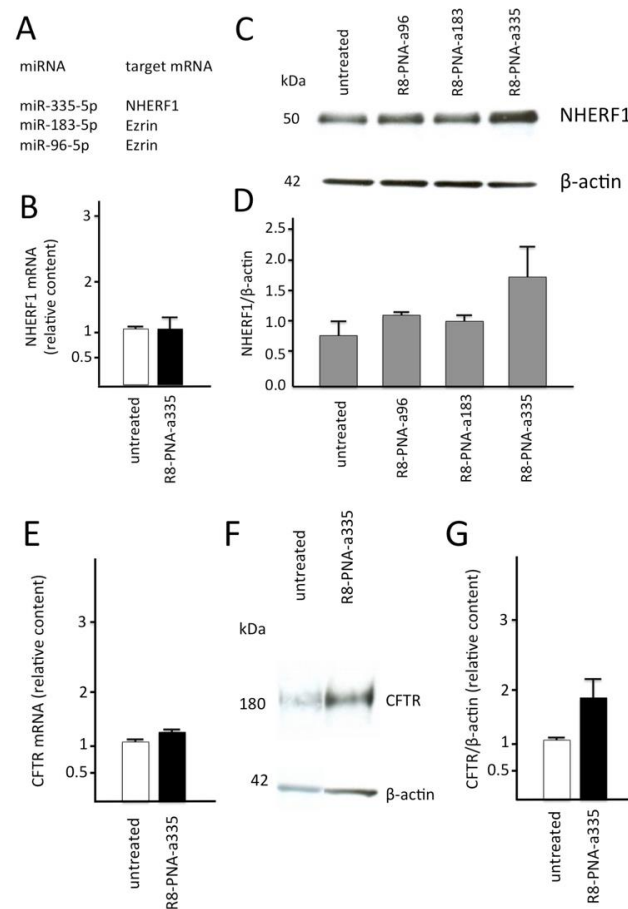 A
miRNA target mRNA
miR-335-5p NHERF1
miR-183-5p Ezrin
miR-96-5p Ezrin
B
NHERF1 mRNA
(relative content)
3
2
1
0.5
untreated
R8-PNA-a335
C
kDa
untreated
R8-PNA-a96
R8-PNA-a183
R8-PNA-a335
50
NHERF1
42
β-actin
D
NHERF1/β-actin
2.5
2.0
1.5
1.0
0.5
0.0
untreated
R8-PNA-a96
R8-PNA-a183
R8-PNA-a335
E
CFTR mRNA (relative content)
3
2
1
0.5
untreated
R8-PNA-a335
F
untreated
R8-PNA-a335
kDa
180
CFTR
42
β-actin
G
CFTR/β-actin (relative content)
3
2
1
0.5
untreated
R8-PNA-a335